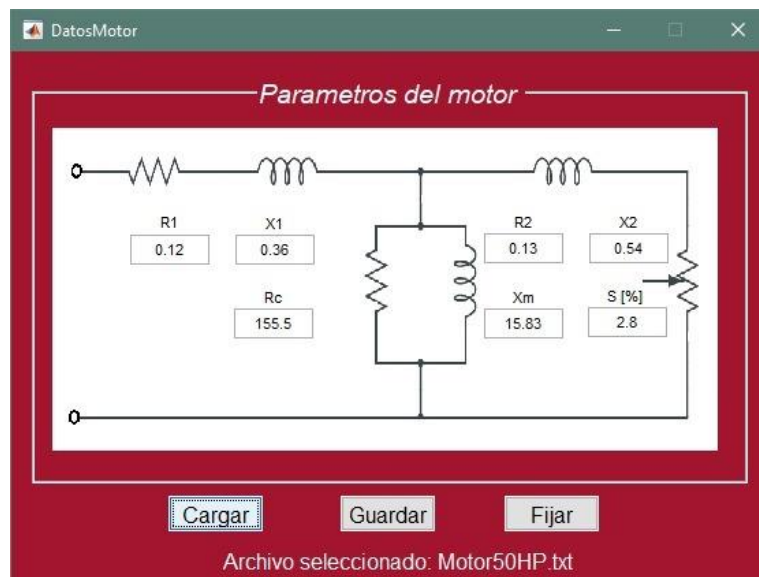 DatosMotor
Parametros del motor
R1 X1 R2 X2
0.12 0.36 0.13 0.54
Rc Xm S [%]
155.5 15.83 2.8
Cargar Guardar Fijar
Archivo seleccionado: Motor50HP.txt